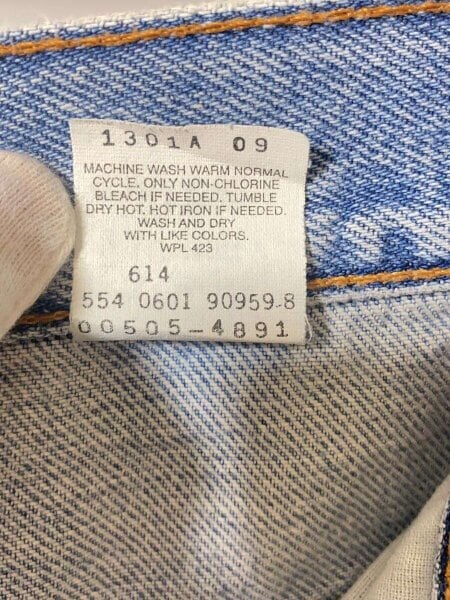 1301A 09
MACHINE WASH WARM NORMAL
CYCLE. ONLY NON-CHLORINE
BLEACH IF NEEDED. TUMBLE
DRY HOT. HOT IRON IF NEEDED.
WASH AND DRY
WITH LIKE COLORS.
WPL 423
614
554 0601 90959-8
00505-4891